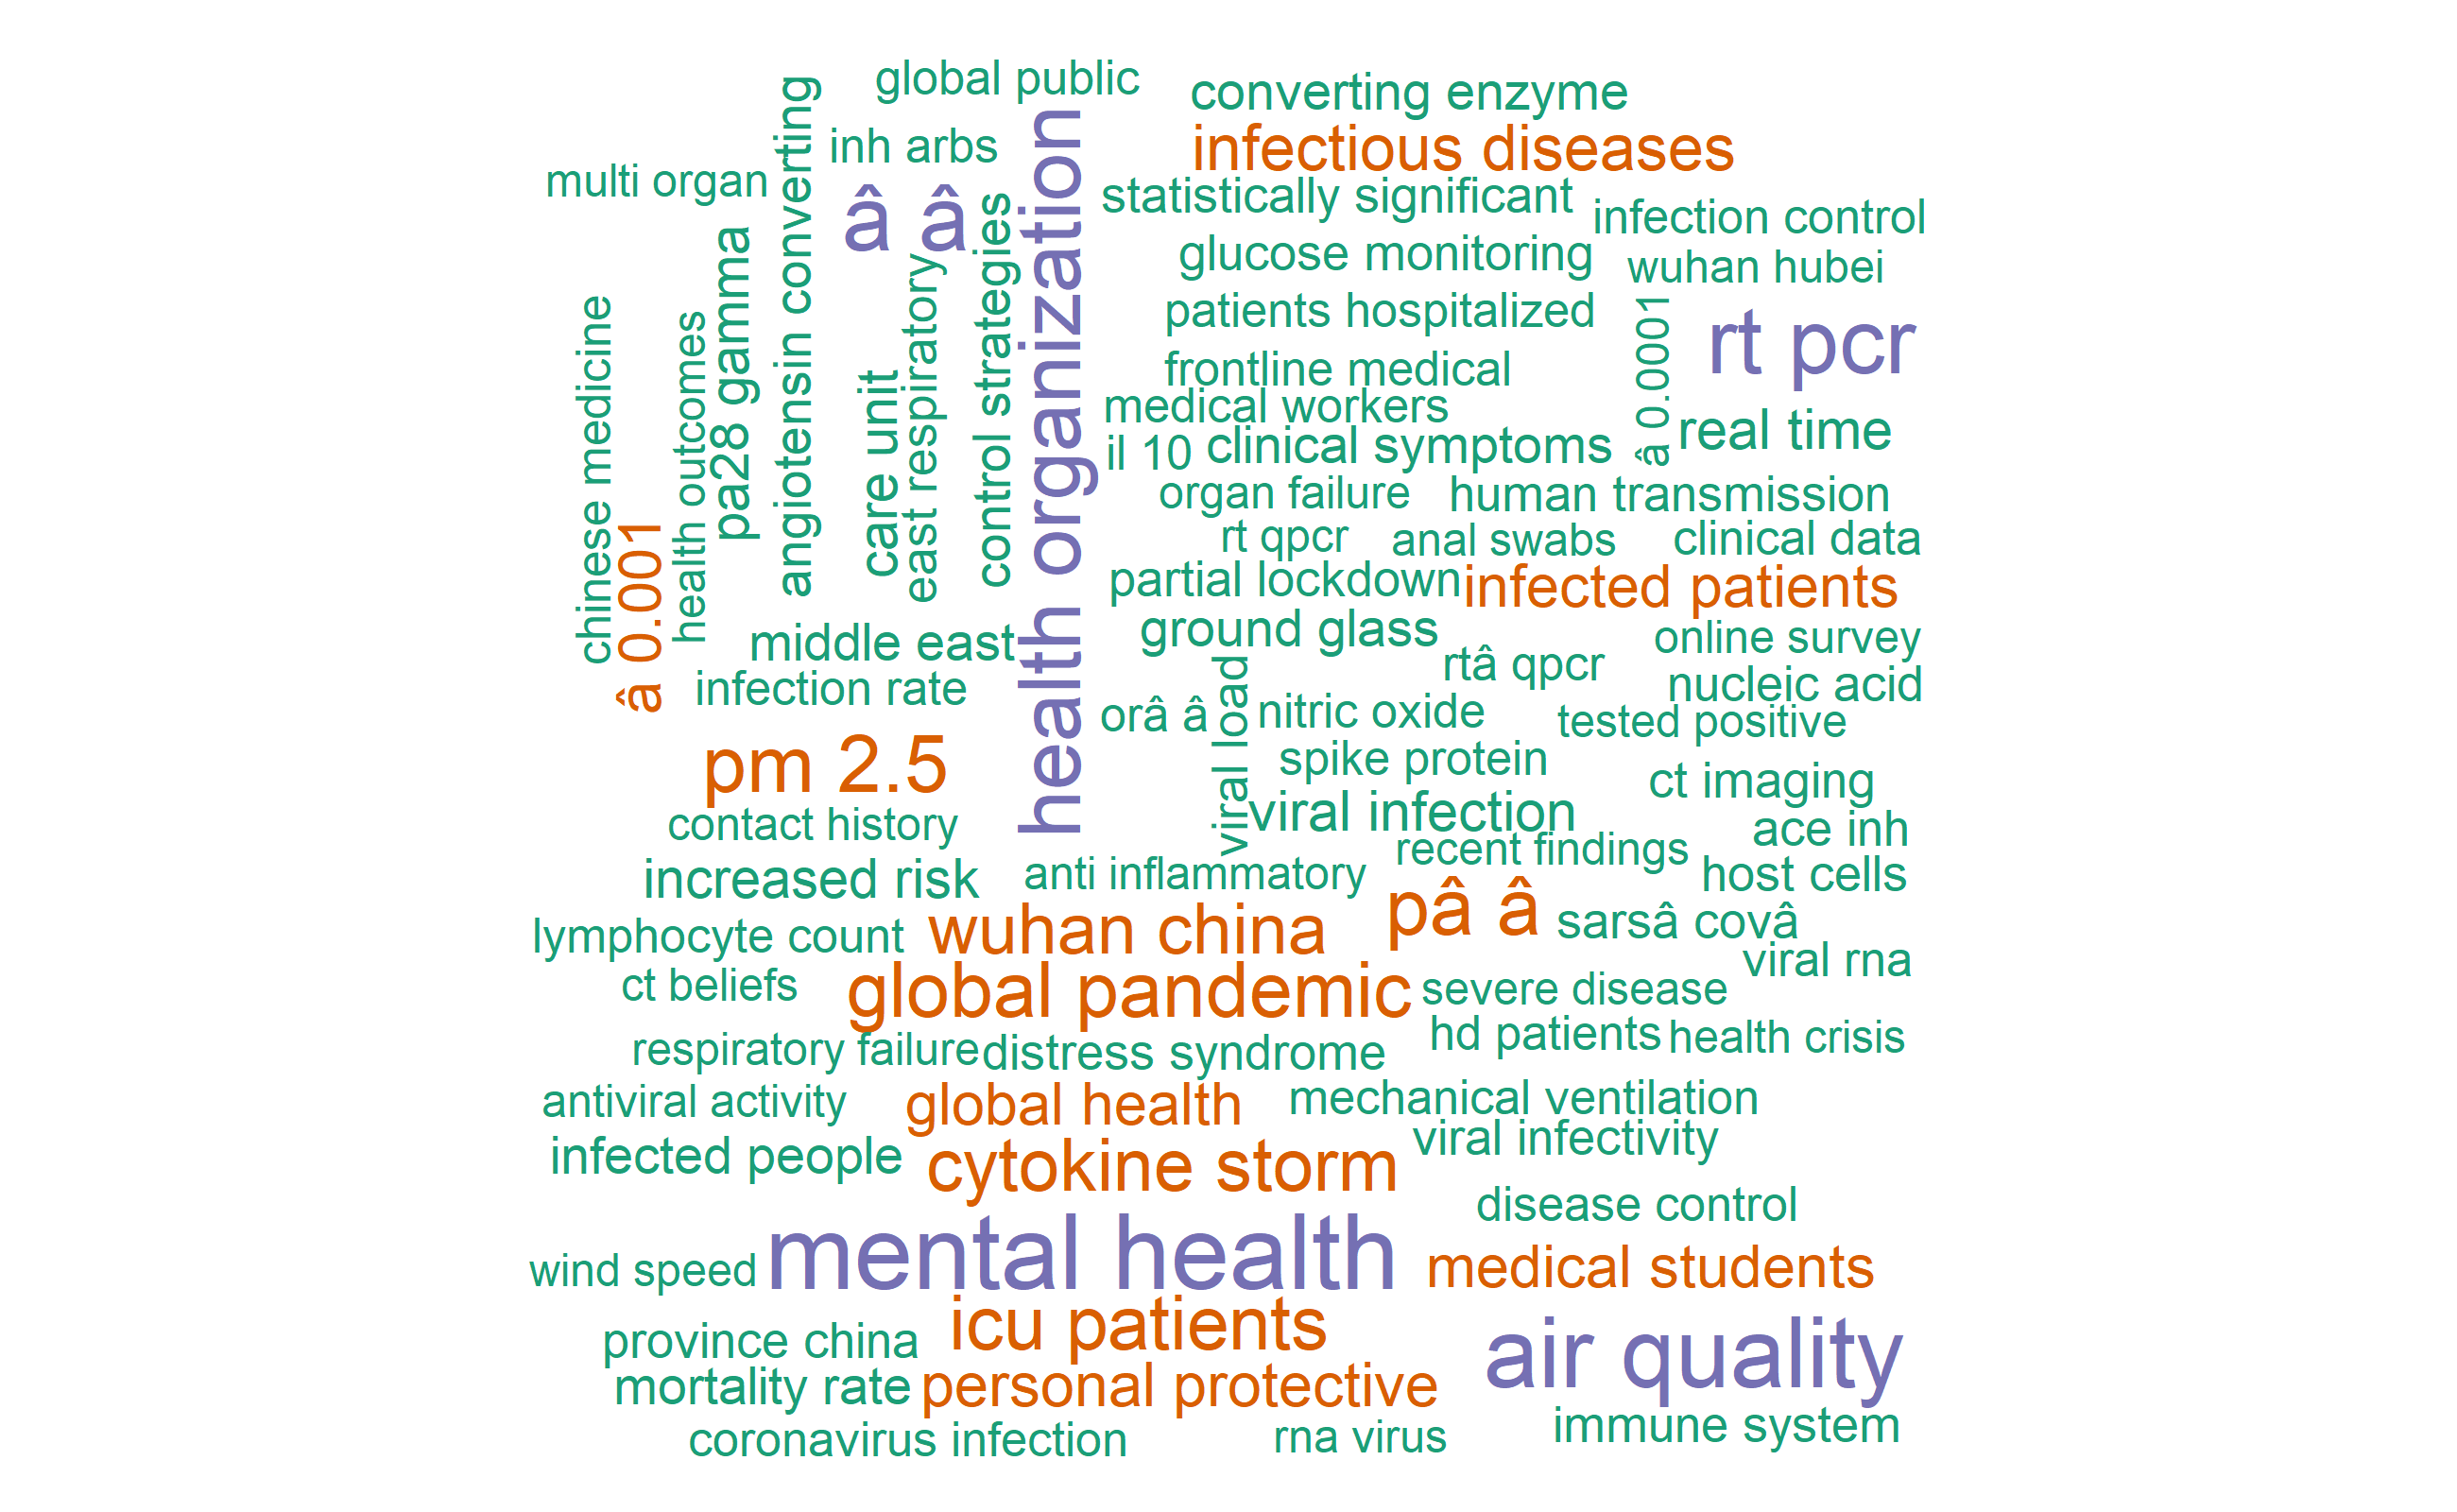 global public
converting enzyme
inh arbs
infectious diseases
multi organ
angiotensin converting
â â
health organization
statistically significant
infection control
pa28 gamma
control strategies
glucose monitoring
wuhan hubei
east respiratory
chinese medicine
health outcomes
patients hospitalized
â 0.0001
rt pcr
care unit
frontline medical
medical workers
real time
il 10
clinical symptoms
organ failure
human transmission
â 0.001
rt qpcr
anal swabs
clinical data
partial lockdown
infected patients
middle east
ground glass
online survey
rtâ qpcr
infection rate
nucleic acid
orâ â
viral load
nitric oxide
tested positive
pm 2.5
spike protein
ct imaging
contact history
viral infection
ace inh
recent findings
increased risk
anti inflammatory
host cells
lymphocyte count
wuhan china
pâ â
sarsâ covâ
viral rna
ct beliefs
global pandemic
severe disease
hd patients
health crisis
respiratory failure
distress syndrome
antiviral activity
global health
mechanical ventilation
infected people
cytokine storm
viral infectivity
disease control
wind speed
mental health
medical students
province china
icu patients
air quality
mortality rate
personal protective
coronavirus infection
rna virus
immune system